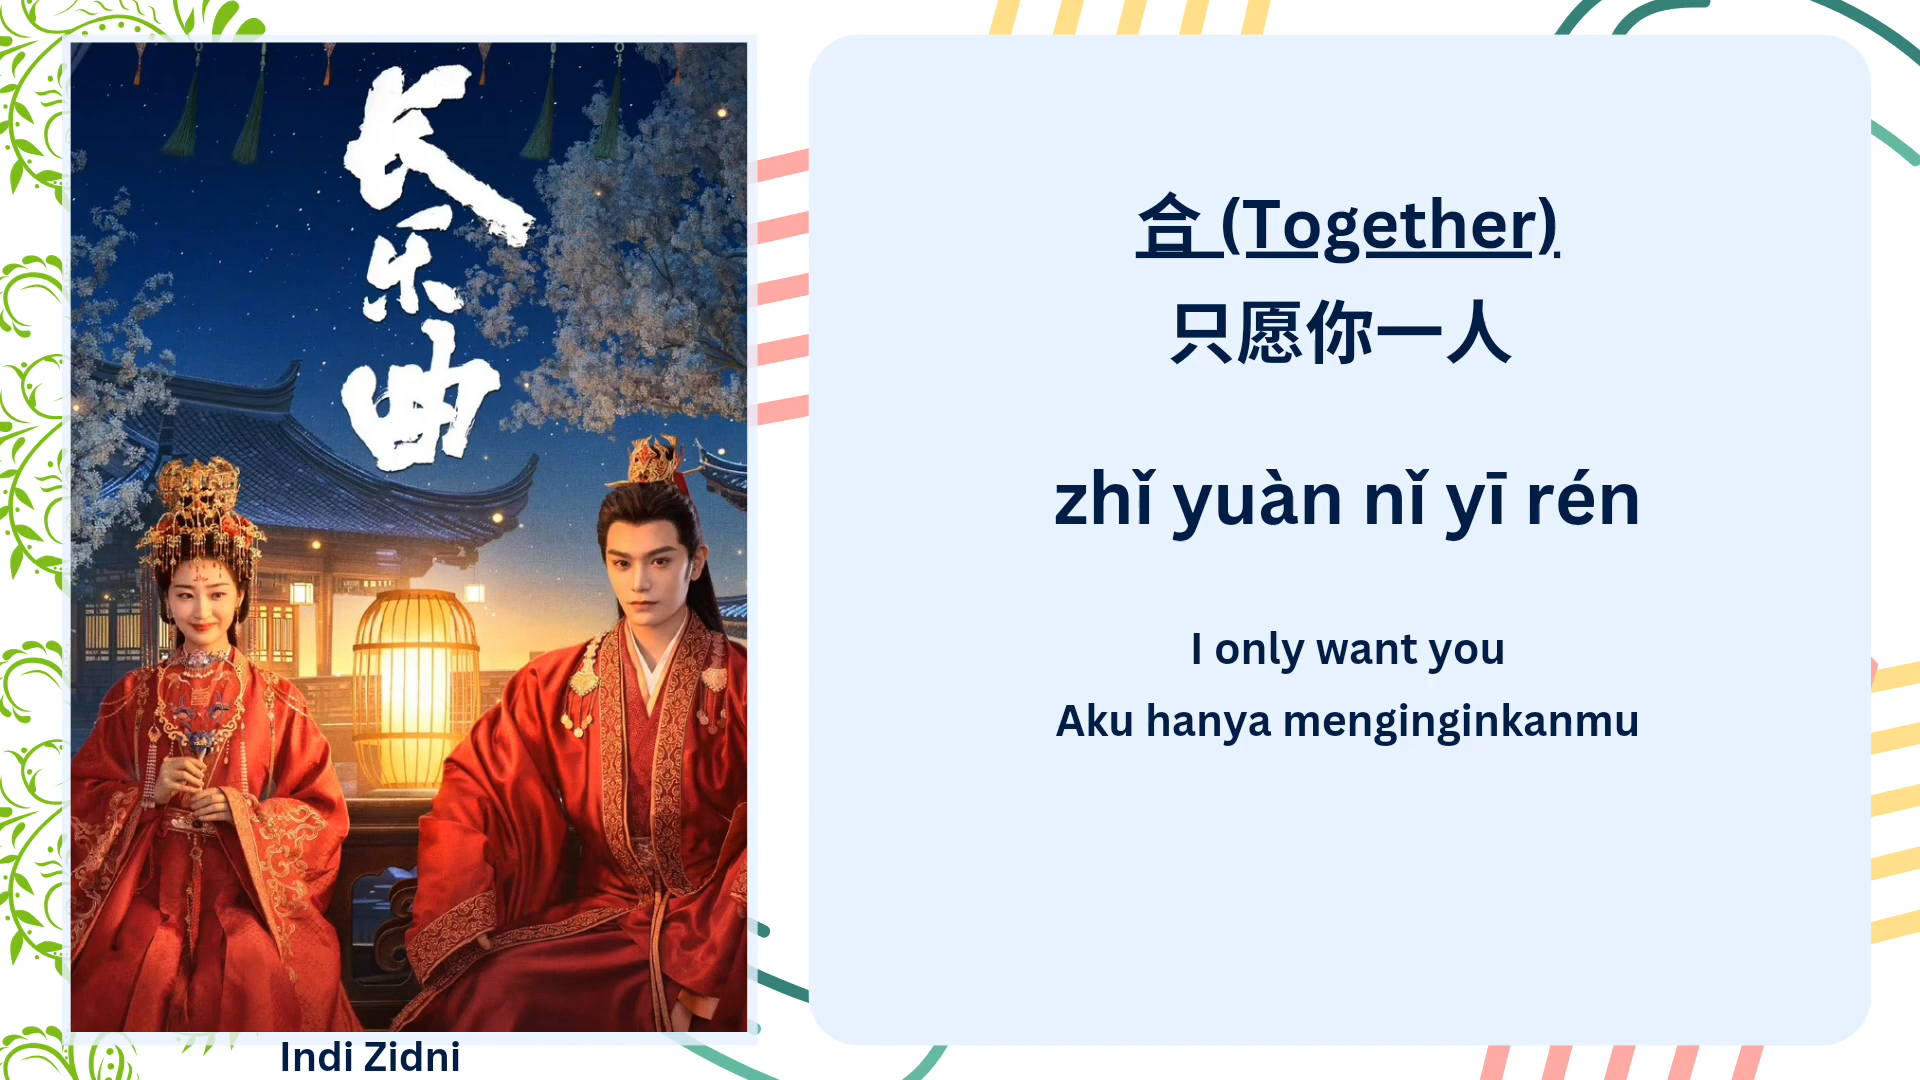 长乐曲
合 (Together)
只愿你一人
zhǐ yuàn nǐ yī rén
I only want you
Aku hanya menginginkanmu
Indi Zidni